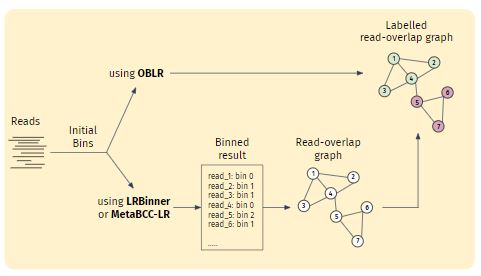 Labelled
read-overlap graph
1
2
3
4
5
6
7
using OBLR
Reads
Initial
Bins
using LRBinner
or MetaBCC-LR
Binned
result
read_1: bin 0
read_2: bin 1
read_3: bin 1
read_4: bin 0
read_5: bin 2
read_6: bin 1
.....
Read-overlap
graph
1
2
3
4
5
6
7